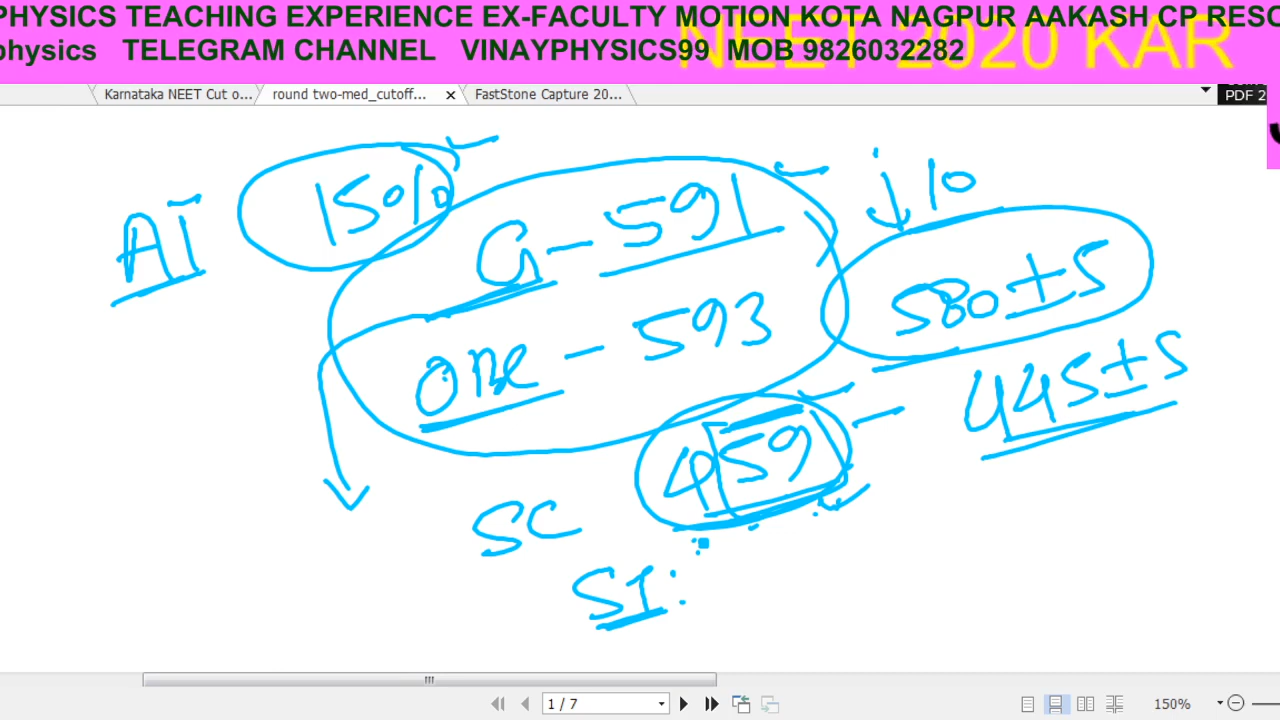 PHYSICS TEACHING EXPERIENCE EX-FACULTY MOTION KOTA NAGPUR AAKASH CP RESO
physics TELEGRAM CHANNEL VINAYPHYSICS99 MOB 9826032282
NEET 2020 KAR
Karnataka NEET Cut o... round two-med_cutoff... × FastStone Capture 20...
PDF 2
AI 15% G - 591 ↓ 10
580 ± 5
OBC - 593
445 ± 5
SC 459
ST:
1 / 7
150%